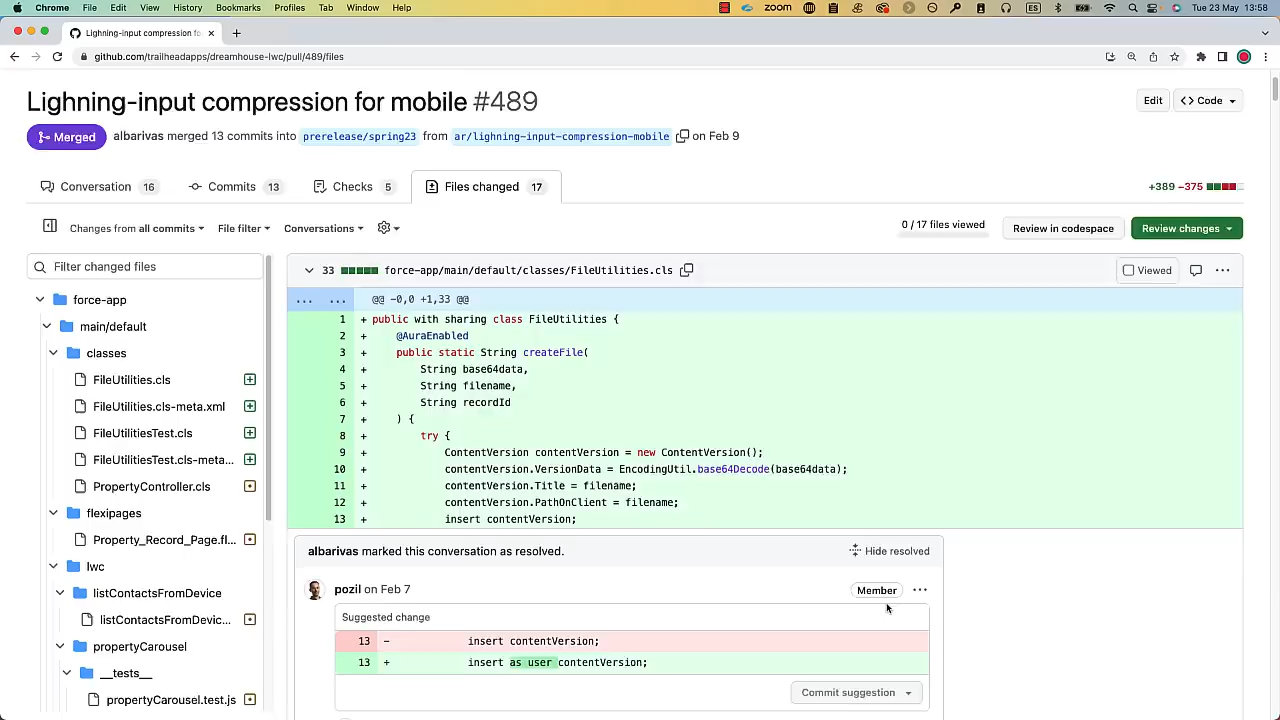 Chrome File Edit View History Bookmarks Profiles Tab Window Help zoom ES Tue 23 May 13:58
Lighning-input compression fo
github.com/trailheadapps/dreamhouse-lwc/pull/489/files
Lighning-input compression for mobile #489
Edit <> Code
Merged albarivas merged 13 commits into prerelease/spring23 from ar/lighning-input-compression-mobile on Feb 9
Conversation 16 Commits 13 Checks 5 Files changed 17 +389 −375
Changes from all commits File filter Conversations 0 / 17 files viewed Review in codespace Review changes
Filter changed files
force-app
main/default
classes
FileUtilities.cls
FileUtilities.cls-meta.xml
FileUtilitiesTest.cls
FileUtilitiesTest.cls-meta...
PropertyController.cls
flexipages
Property_Record_Page.fl...
lwc
listContactsFromDevice
listContactsFromDevic...
propertyCarousel
__tests__
propertyCarousel.test.js
33 force-app/main/default/classes/FileUtilities.cls Viewed ...
... ... @@ -0,0 +1,33 @@
1 + public with sharing class FileUtilities {
2 + @AuraEnabled
3 + public static String createFile(
4 + String base64data,
5 + String filename,
6 + String recordId
7 + ) {
8 + try {
9 + ContentVersion contentVersion = new ContentVersion();
10 + contentVersion.VersionData = EncodingUtil.base64Decode(base64data);
11 + contentVersion.Title = filename;
12 + contentVersion.PathOnClient = filename;
13 + insert contentVersion;
albarivas marked this conversation as resolved. Hide resolved
pozil on Feb 7 Member ...
Suggested change
13 - insert contentVersion;
13 + insert as user contentVersion;
Commit suggestion